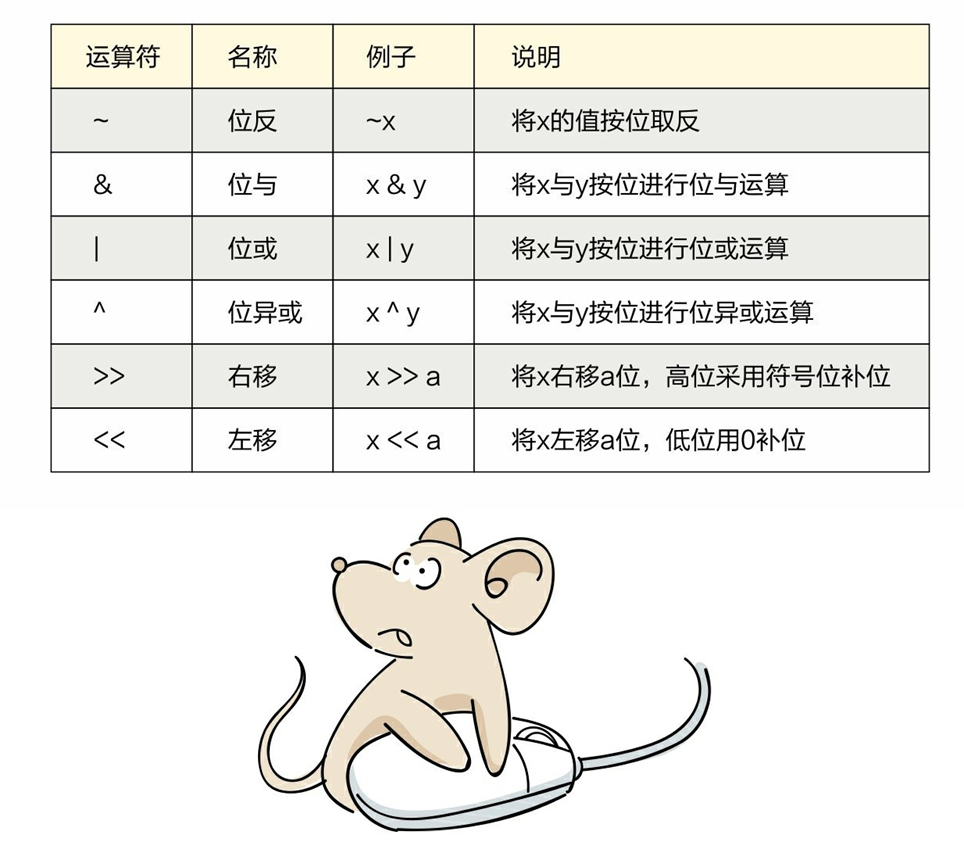 运算符 名称 例子 说明
~ 位反 ~x 将x的值按位取反
& 位与 x & y 将x与y按位进行位与运算
| 位或 x | y 将x与y按位进行位或运算
^ 位异或 x ^ y 将x与y按位进行位异或运算
>> 右移 x >> a 将x右移a位，高位采用符号位补位
<< 左移 x << a 将x左移a位，低位用0补位